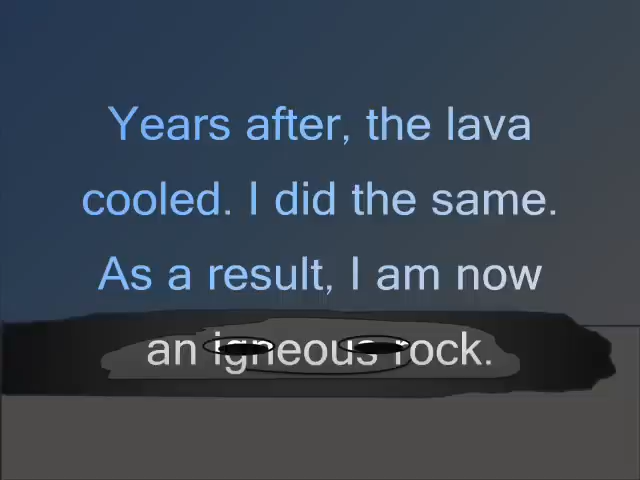 Years after, the lava
cooled. I did the same.
As a result, I am now
an igneous rock.